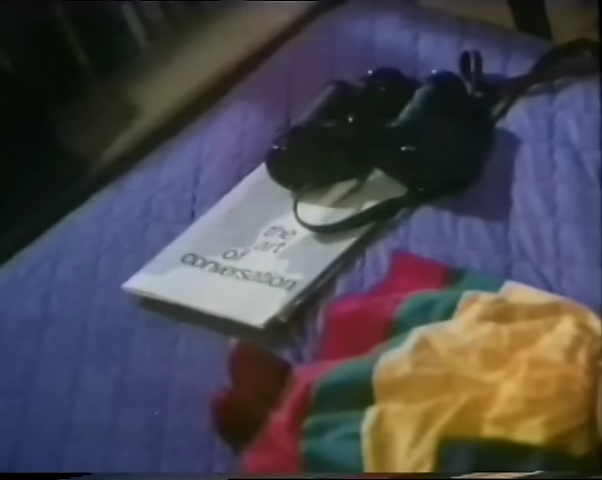 the
art
of
conversation